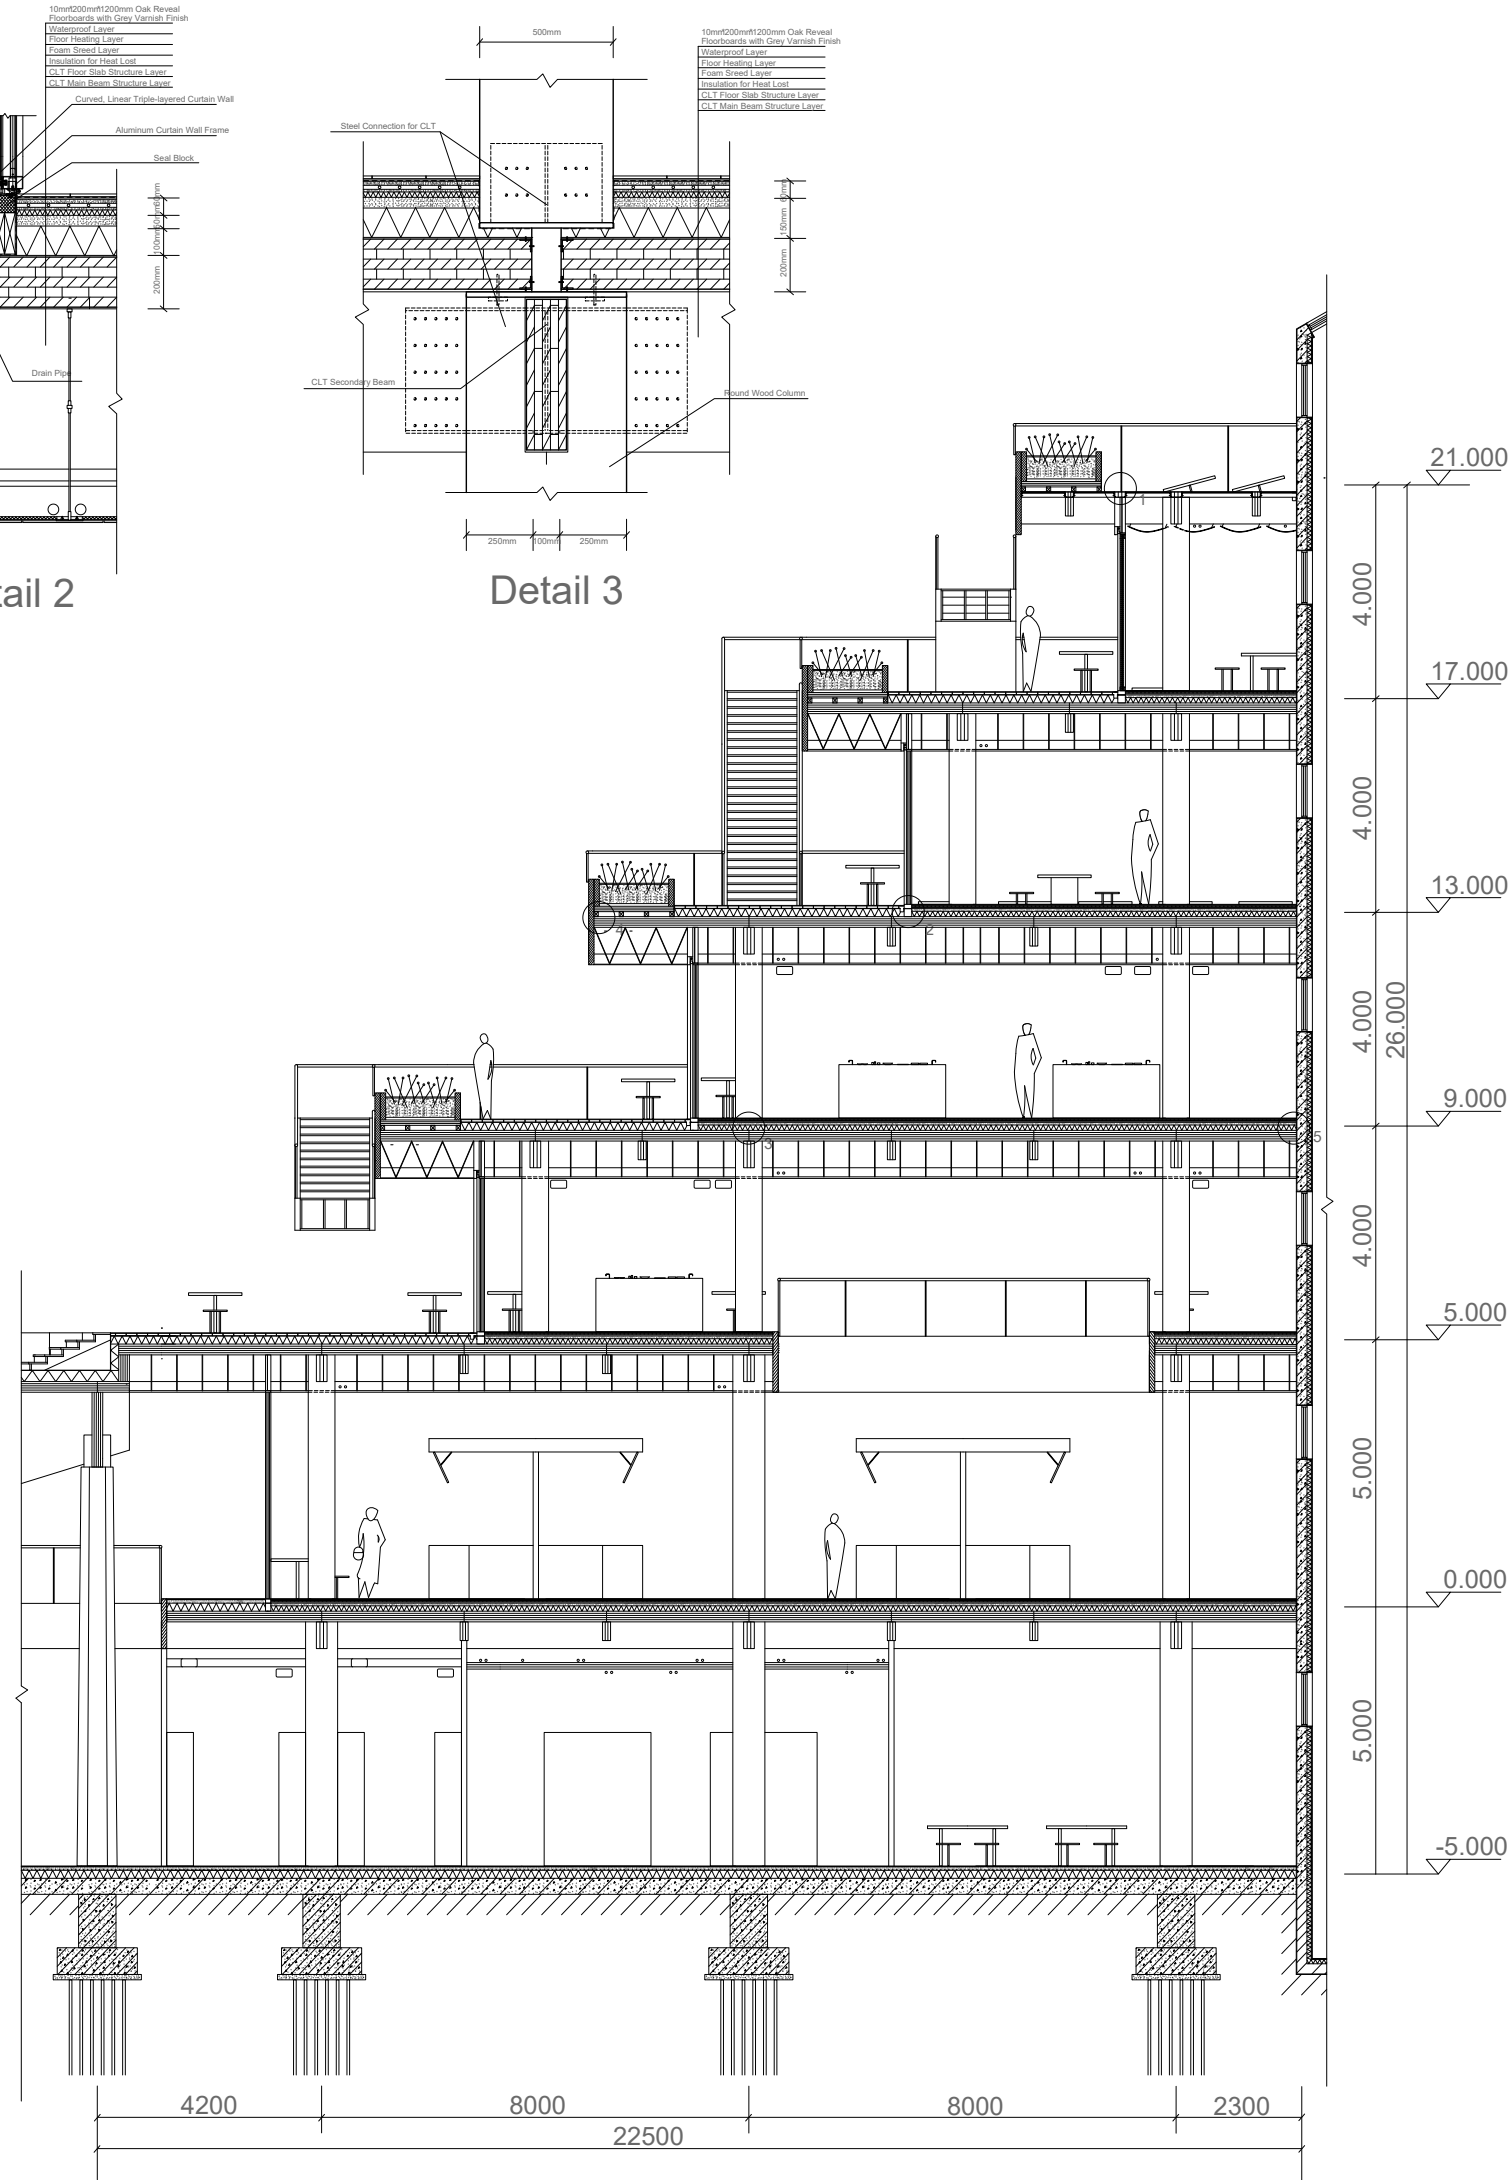 10mm*200mm*1200mm Oak Reveal
Floorboards with Grey Varnish Finish
Waterproof Layer
Floor Heating Layer
Foam Sreed Layer
Insulation for Heat Lost
CLT Floor Slab Structure Layer
CLT Main Beam Structure Layer
Curved, Linear Triple-layered Curtain Wall
Aluminum Curtain Wall Frame
Seal Block
100mm
200mm
Drain Pipe
tail 2
500mm
10mm*200mm*1200mm Oak Reveal
Floorboards with Grey Varnish Finish
Waterproof Layer
Floor Heating Layer
Foam Sreed Layer
Insulation for Heat Lost
CLT Floor Slab Structure Layer
CLT Main Beam Structure Layer
Steel Connection for CLT
60mm
150mm
200mm
CLT Secondary Beam
Round Wood Column
250mm 100mm 250mm
Detail 3
21.000
1
4.000
17.000
4.000
13.000
- 4 -
2
4.000
26.000
9.000
3
5
4.000
5.000
5.000
0.000
5.000
-5.000
4200 8000 8000 2300
22500